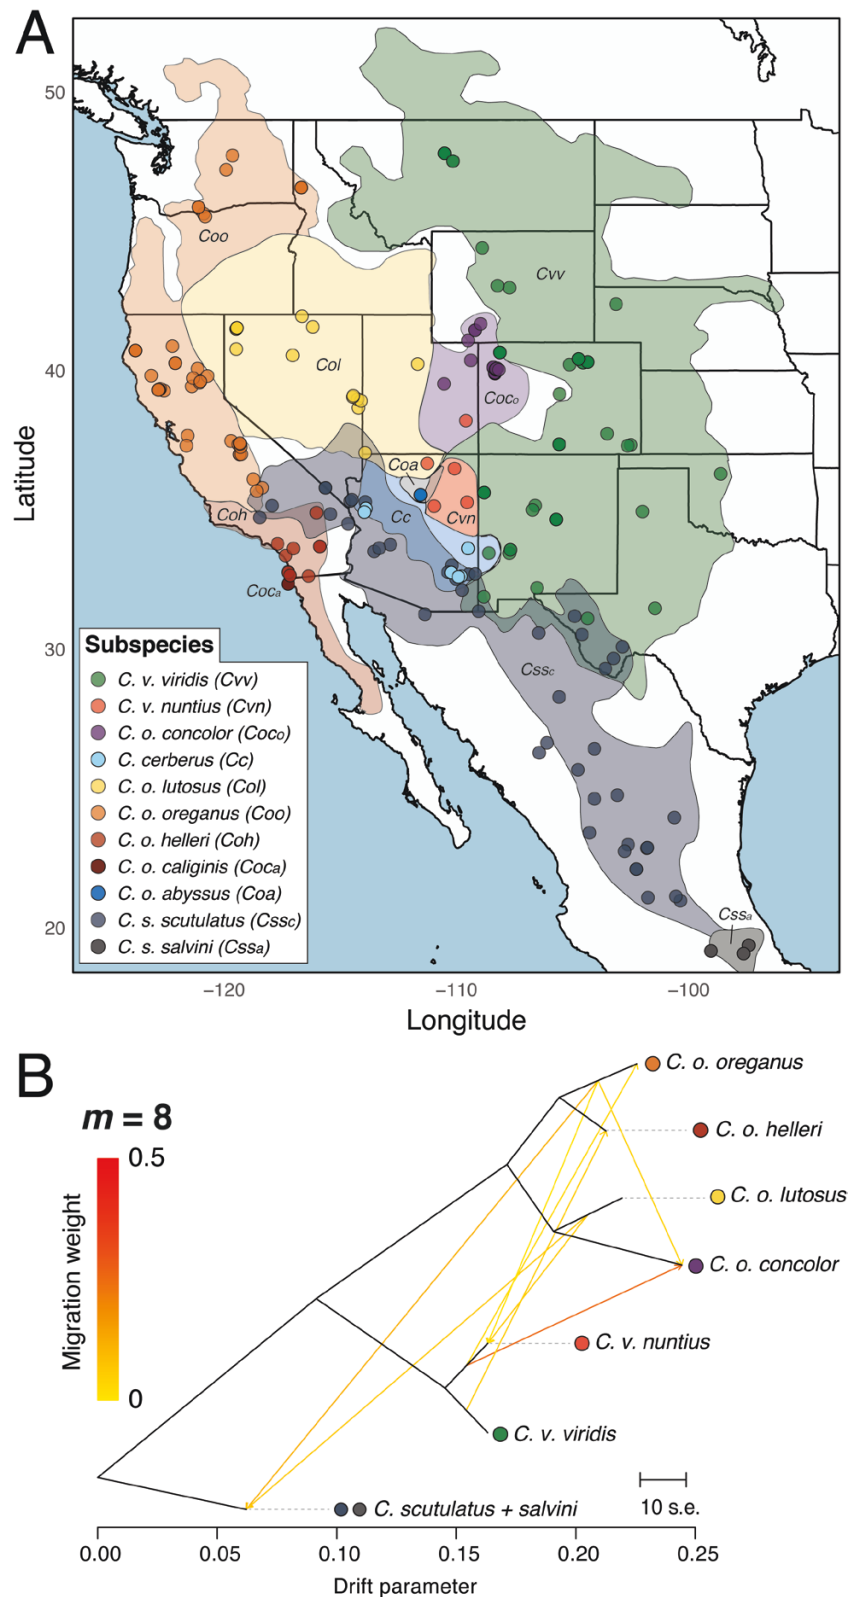 A
50
40
30
20
Latitude
Coo
Cvv
Col
Coco
Coa
Cc
Cvn
Coh
Coca
Cssc
Cssa
Subspecies
C. v. viridis (Cvv)
C. v. nuntius (Cvn)
C. o. concolor (Coco)
C. cerberus (Cc)
C. o. lutosus (Col)
C. o. oreganus (Coo)
C. o. helleri (Coh)
C. o. caliginis (Coca)
C. o. abyssus (Coa)
C. s. scutulatus (Cssc)
C. s. salvini (Cssa)
−120
−110
−100
Longitude
B
m = 8
0.5
0
Migration weight
C. o. oreganus
C. o. helleri
C. o. lutosus
C. o. concolor
C. v. nuntius
C. v. viridis
C. scutulatus + salvini
10 s.e.
0.00
0.05
0.10
0.15
0.20
0.25
Drift parameter